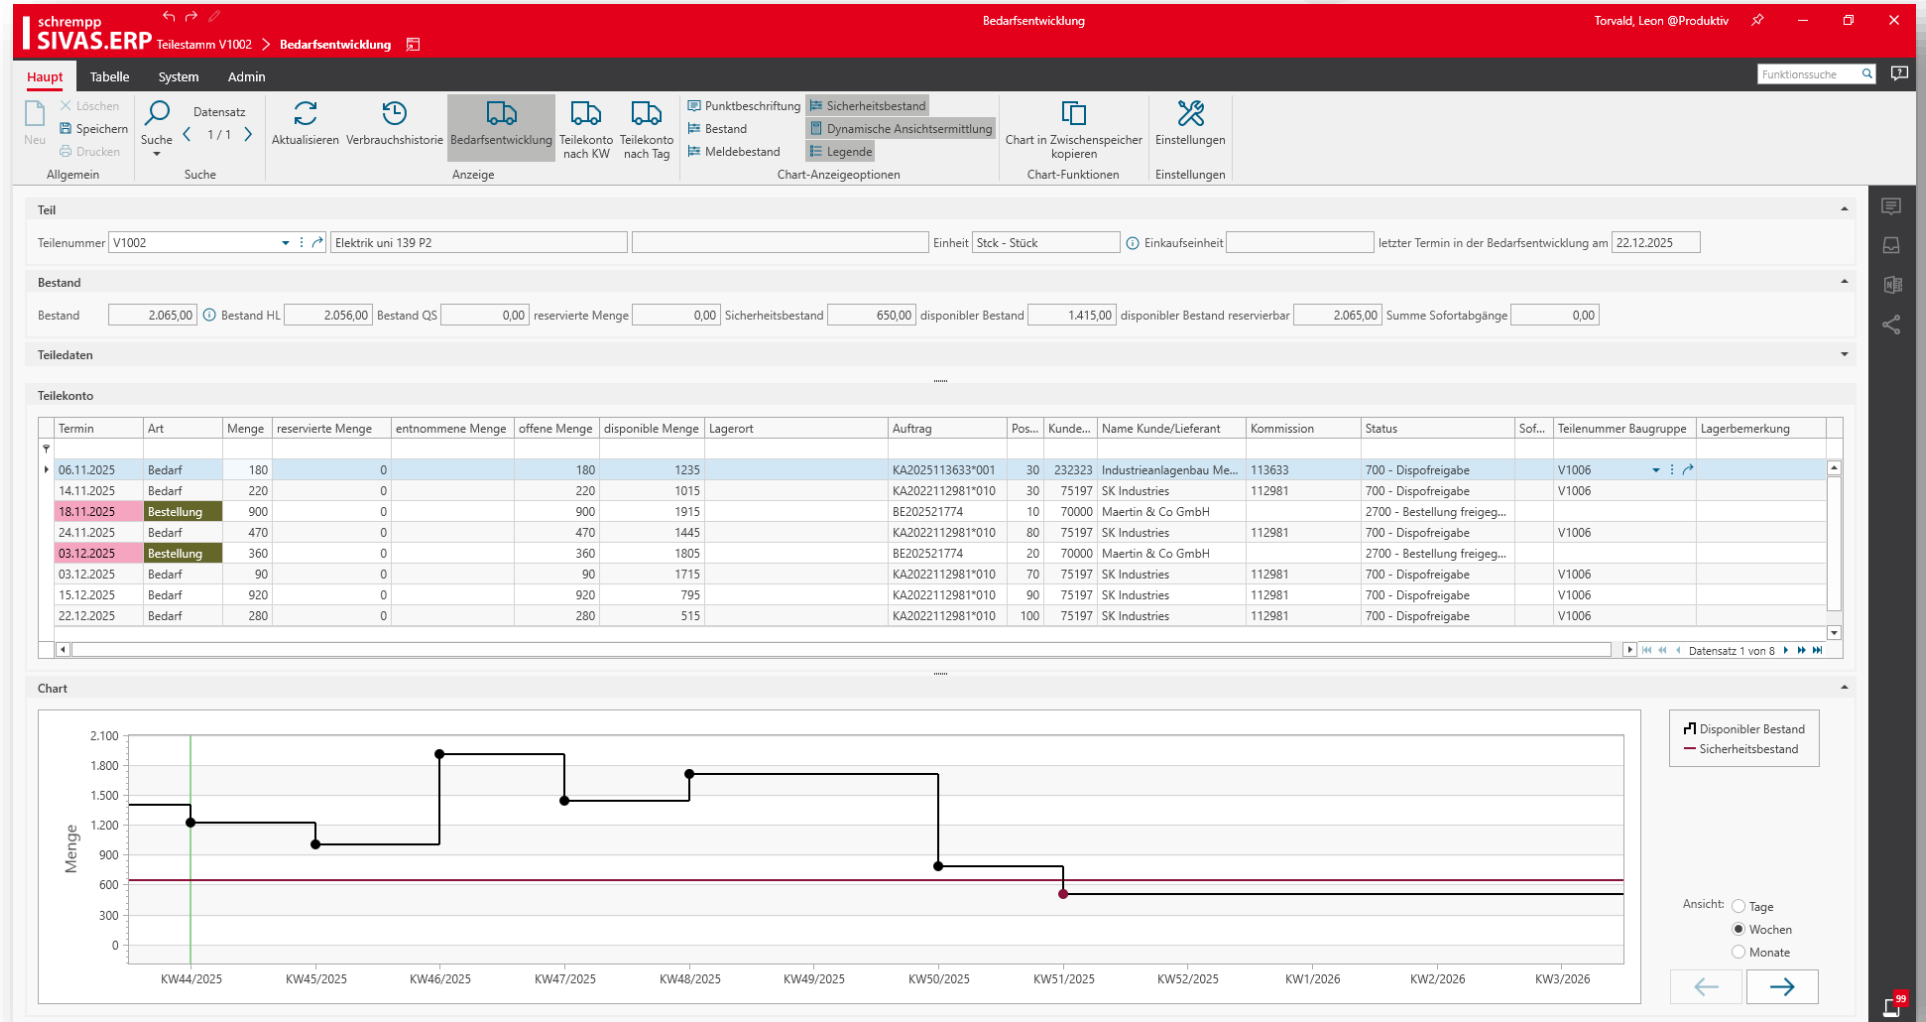 schrempp
SIVAS.ERP Teilestamm V1002 > Bedarfsentwicklung
Bedarfsentwicklung
Torvald, Leon @Produktiv
Haupt Tabelle System Admin
Funktionssuche
Neu
Löschen
Speichern
Drucken
Allgemein
Suche
Datensatz
1 / 1
Suche
Aktualisieren Verbrauchshistorie Bedarfsentwicklung Teilekonto nach KW Teilekonto nach Tag
Anzeige
Punktbeschriftung Sicherheitsbestand
Bestand Dynamische Ansichtsermittlung
Meldebestand Legende
Chart-Anzeigeoptionen
Chart in Zwischenspeicher
kopieren
Chart-Funktionen
Einstellungen
Einstellungen
Teil
Teilenummer V1002 Elektrik uni 139 P2 Einheit Stck - Stück Einkaufseinheit letzter Termin in der Bedarfsentwicklung am 22.12.2025
Bestand
Bestand 2.065,00 Bestand HL 2.056,00 Bestand QS 0,00 reservierte Menge 0,00 Sicherheitsbestand 650,00 disponibler Bestand 1.415,00 disponibler Bestand reservierbar 2.065,00 Summe Sofortabgänge 0,00
Teiledaten
Teilekonto
Termin Art Menge reservierte Menge entnommene Menge offene Menge disponible Menge Lagerort Auftrag Pos... Kunde... Name Kunde/Lieferant Kommission Status Sof... Teilenummer Baugruppe Lagerbemerkung
06.11.2025 Bedarf 180 0 180 1235 KA2025113633*001 30 232323 Industrieanlagenbau Me... 113633 700 - Dispofreigabe V1006
14.11.2025 Bedarf 220 0 220 1015 KA2022112981*010 30 75197 SK Industries 112981 700 - Dispofreigabe V1006
18.11.2025 Bestellung 900 0 900 1915 BE202521774 10 70000 Maertin & Co GmbH 2700 - Bestellung freigeg...
24.11.2025 Bedarf 470 0 470 1445 KA2022112981*010 80 75197 SK Industries 112981 700 - Dispofreigabe V1006
03.12.2025 Bestellung 360 0 360 1805 BE202521774 20 70000 Maertin & Co GmbH 2700 - Bestellung freigeg...
03.12.2025 Bedarf 90 0 90 1715 KA2022112981*010 70 75197 SK Industries 112981 700 - Dispofreigabe V1006
15.12.2025 Bedarf 920 0 920 795 KA2022112981*010 90 75197 SK Industries 112981 700 - Dispofreigabe V1006
22.12.2025 Bedarf 280 0 280 515 KA2022112981*010 100 75197 SK Industries 112981 700 - Dispofreigabe V1006
Datensatz 1 von 8
Chart
Menge
2.100
1.800
1.500
1.200
900
600
300
0
KW44/2025 KW45/2025 KW46/2025 KW47/2025 KW48/2025 KW49/2025 KW50/2025 KW51/2025 KW52/2025 KW1/2026 KW2/2026 KW3/2026
Disponibler Bestand
Sicherheitsbestand
Ansicht: Tage
Wochen
Monate
99